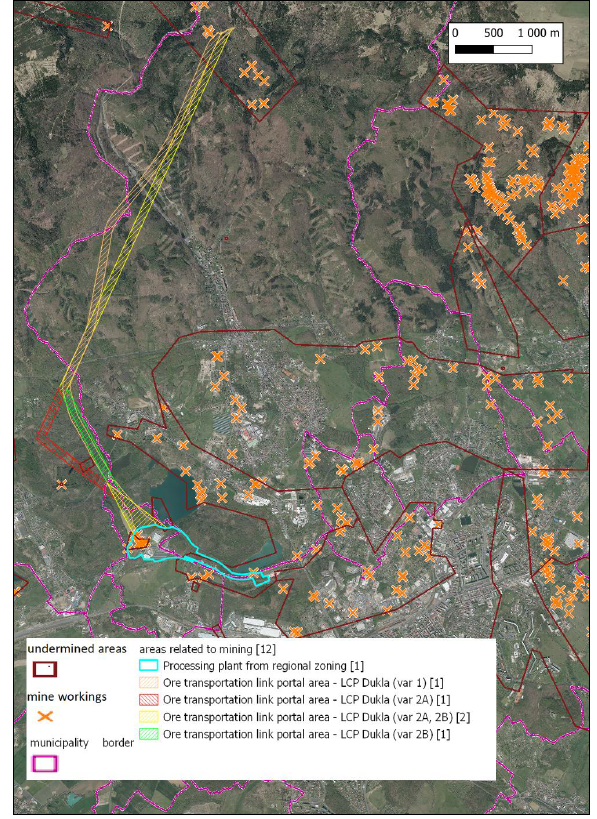 0 500 1 000 m
undermined areas
mine workings
municipality border
areas related to mining [12]
Processing plant from regional zoning [1]
Ore transportation link portal area - LCP Dukla (var 1) [1]
Ore transportation link portal area - LCP Dukla (var 2A) [1]
Ore transportation link portal area - LCP Dukla (var 2A, 2B) [2]
Ore transportation link portal area - LCP Dukla (var 2B) [1]